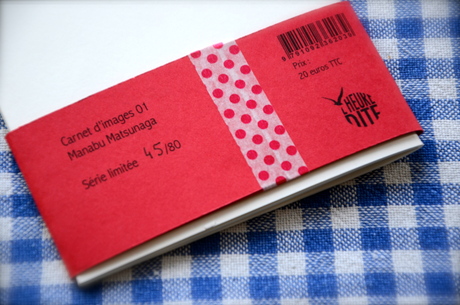 Carnet d'images 01
Manabu Matsunaga
Série limitée 45/80
Prix :
20 euros TTC
L'HEURE
DITE